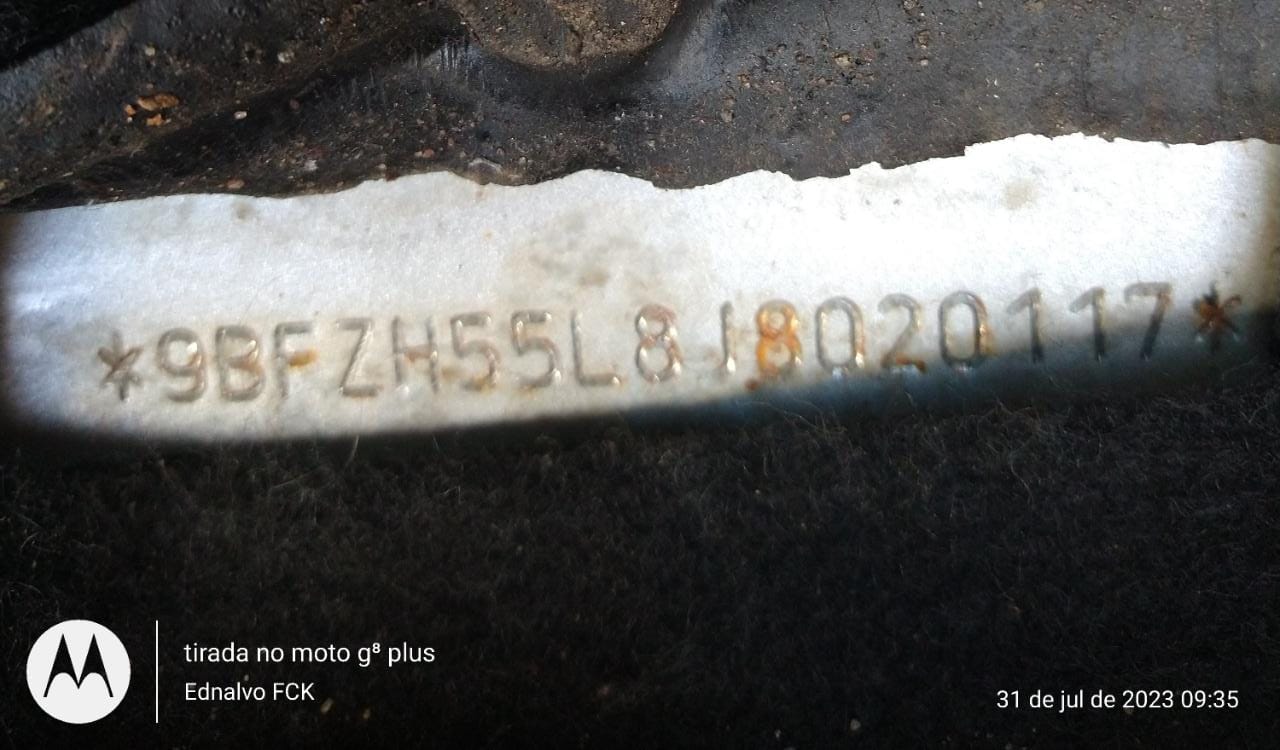 *9BFZH55L8J8020117*
tirada no moto g⁸ plus
Ednalvo FCK
31 de jul de 2023 09:35